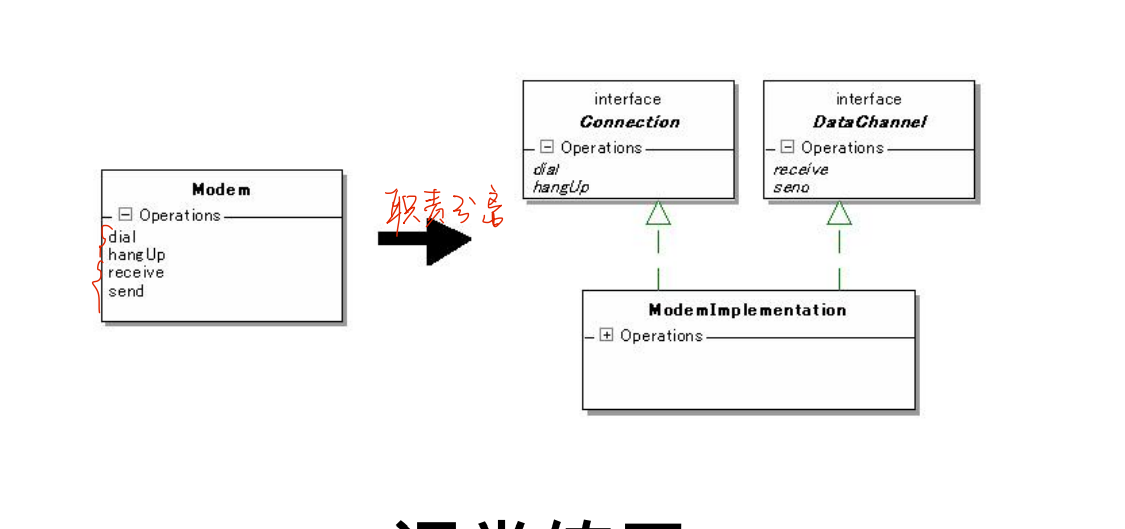 Modem
Operations
dial
hangUp
receive
send
职责分离
interface
Connection
Operations
dial
hangUp
interface
DataChannel
Operations
receive
send
ModemImplementation
Operations